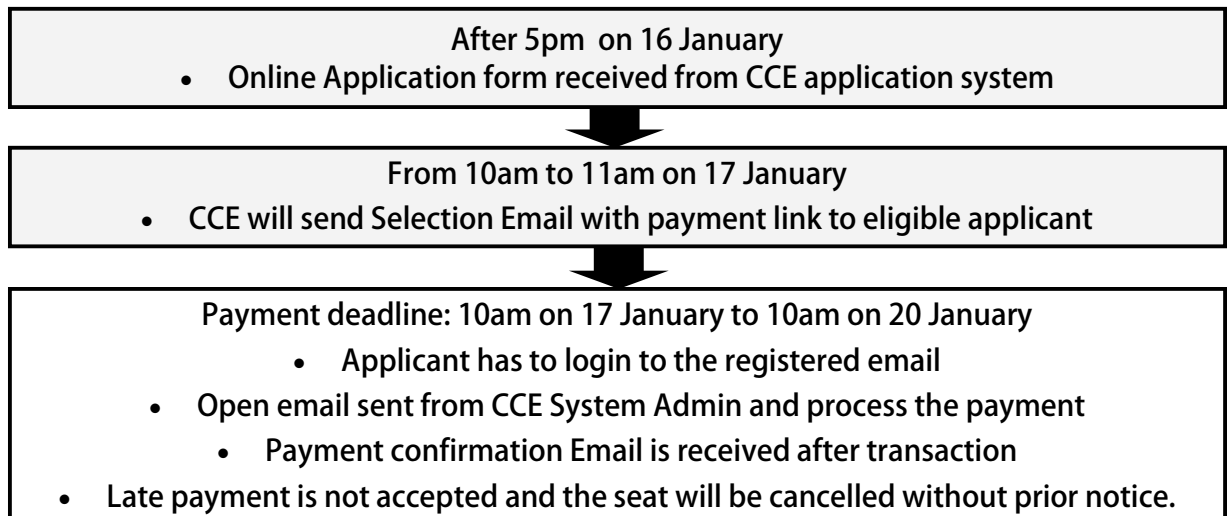 After 5pm on 16 January
• Online Application form received from CCE application system
From 10am to 11am on 17 January
• CCE will send Selection Email with payment link to eligible applicant
Payment deadline: 10am on 17 January to 10am on 20 January
• Applicant has to login to the registered email
• Open email sent from CCE System Admin and process the payment
• Payment confirmation Email is received after transaction
• Late payment is not accepted and the seat will be cancelled without prior notice.